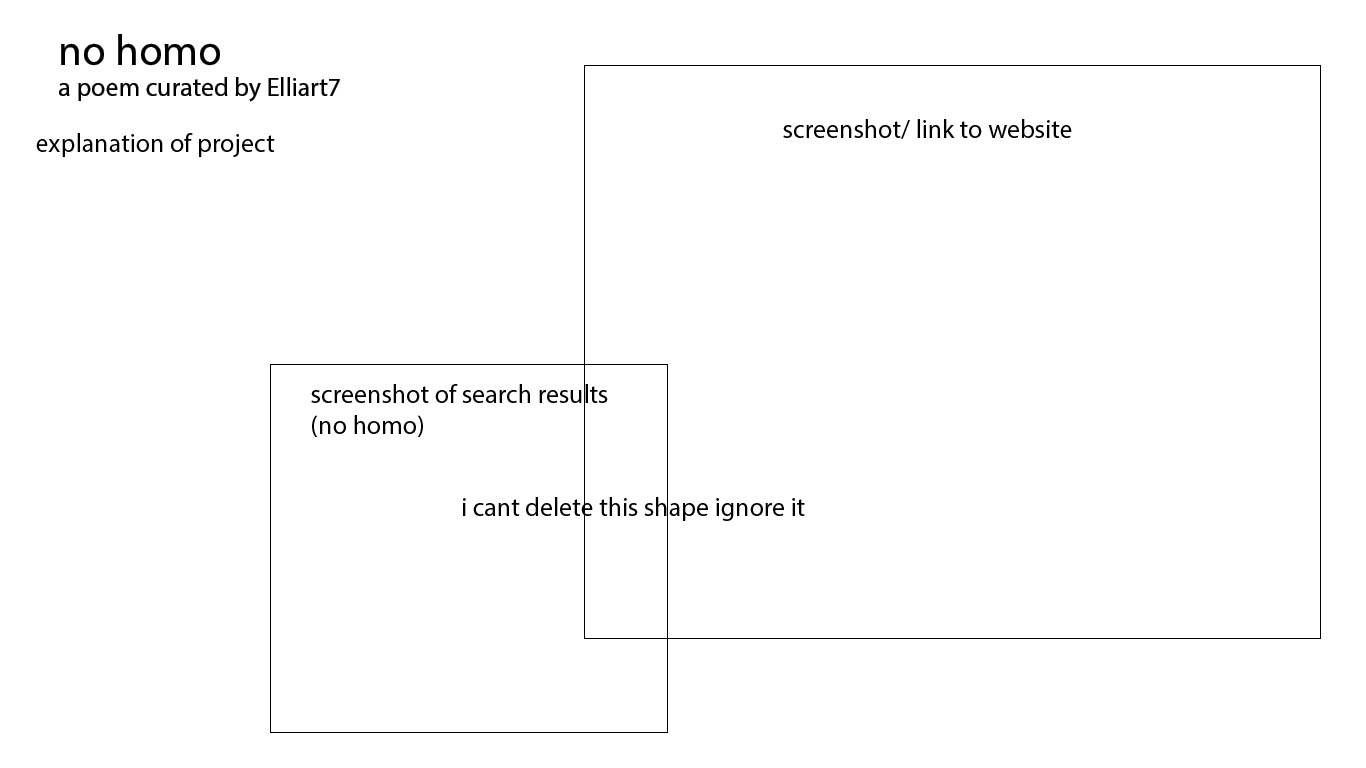 no homo
a poem curated by Elliart7
explanation of project
screenshot/ link to website
screenshot of search results
(no homo)
i cant delete this shape ignore it